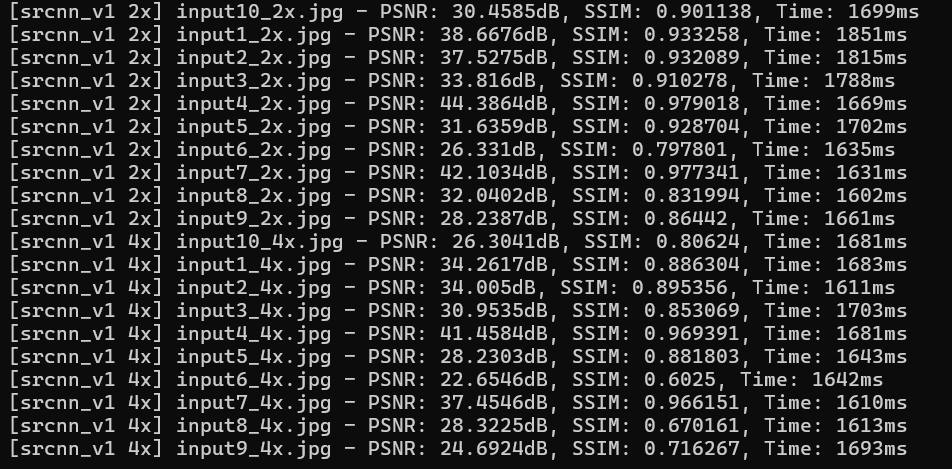 [srcnn_v1 2x] input10_2x.jpg - PSNR: 30.4585dB, SSIM: 0.901138, Time: 1699ms
[srcnn_v1 2x] input1_2x.jpg - PSNR: 38.6676dB, SSIM: 0.933258, Time: 1851ms
[srcnn_v1 2x] input2_2x.jpg - PSNR: 37.5275dB, SSIM: 0.932089, Time: 1815ms
[srcnn_v1 2x] input3_2x.jpg - PSNR: 33.816dB, SSIM: 0.910278, Time: 1788ms
[srcnn_v1 2x] input4_2x.jpg - PSNR: 44.3864dB, SSIM: 0.979018, Time: 1669ms
[srcnn_v1 2x] input5_2x.jpg - PSNR: 31.6359dB, SSIM: 0.928704, Time: 1702ms
[srcnn_v1 2x] input6_2x.jpg - PSNR: 26.331dB, SSIM: 0.797801, Time: 1635ms
[srcnn_v1 2x] input7_2x.jpg - PSNR: 42.1034dB, SSIM: 0.977341, Time: 1631ms
[srcnn_v1 2x] input8_2x.jpg - PSNR: 32.0402dB, SSIM: 0.831994, Time: 1602ms
[srcnn_v1 2x] input9_2x.jpg - PSNR: 28.2387dB, SSIM: 0.86442, Time: 1661ms
[srcnn_v1 4x] input10_4x.jpg - PSNR: 26.3041dB, SSIM: 0.80624, Time: 1681ms
[srcnn_v1 4x] input1_4x.jpg - PSNR: 34.2617dB, SSIM: 0.886304, Time: 1683ms
[srcnn_v1 4x] input2_4x.jpg - PSNR: 34.005dB, SSIM: 0.895356, Time: 1611ms
[srcnn_v1 4x] input3_4x.jpg - PSNR: 30.9535dB, SSIM: 0.853069, Time: 1703ms
[srcnn_v1 4x] input4_4x.jpg - PSNR: 41.4584dB, SSIM: 0.969391, Time: 1681ms
[srcnn_v1 4x] input5_4x.jpg - PSNR: 28.2303dB, SSIM: 0.881803, Time: 1643ms
[srcnn_v1 4x] input6_4x.jpg - PSNR: 22.6546dB, SSIM: 0.6025, Time: 1642ms
[srcnn_v1 4x] input7_4x.jpg - PSNR: 37.4546dB, SSIM: 0.966151, Time: 1610ms
[srcnn_v1 4x] input8_4x.jpg - PSNR: 28.3225dB, SSIM: 0.670161, Time: 1613ms
[srcnn_v1 4x] input9_4x.jpg - PSNR: 24.6924dB, SSIM: 0.716267, Time: 1693ms